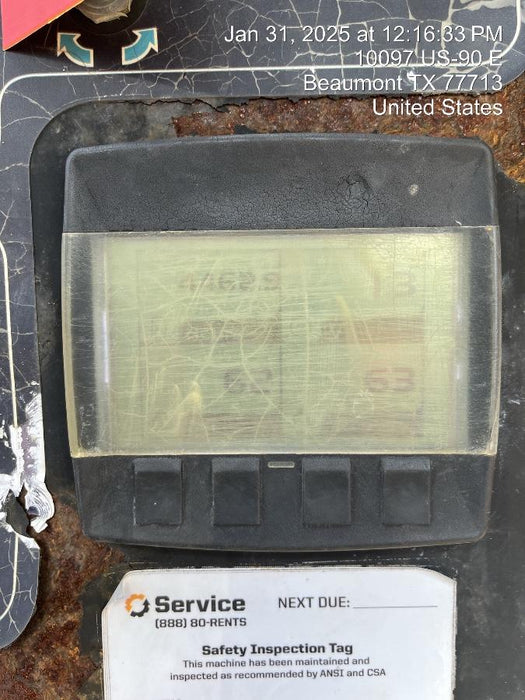 Jan 31, 2025 at 12:16:33 PM
10097 US-90 E
Beaumont TX 77713
United States
13
63
Service
NEXT DUE:
(888) 80-RENTS
Safety Inspection Tag
This machine has been maintained and
inspected as recommended by ANSI and CSA